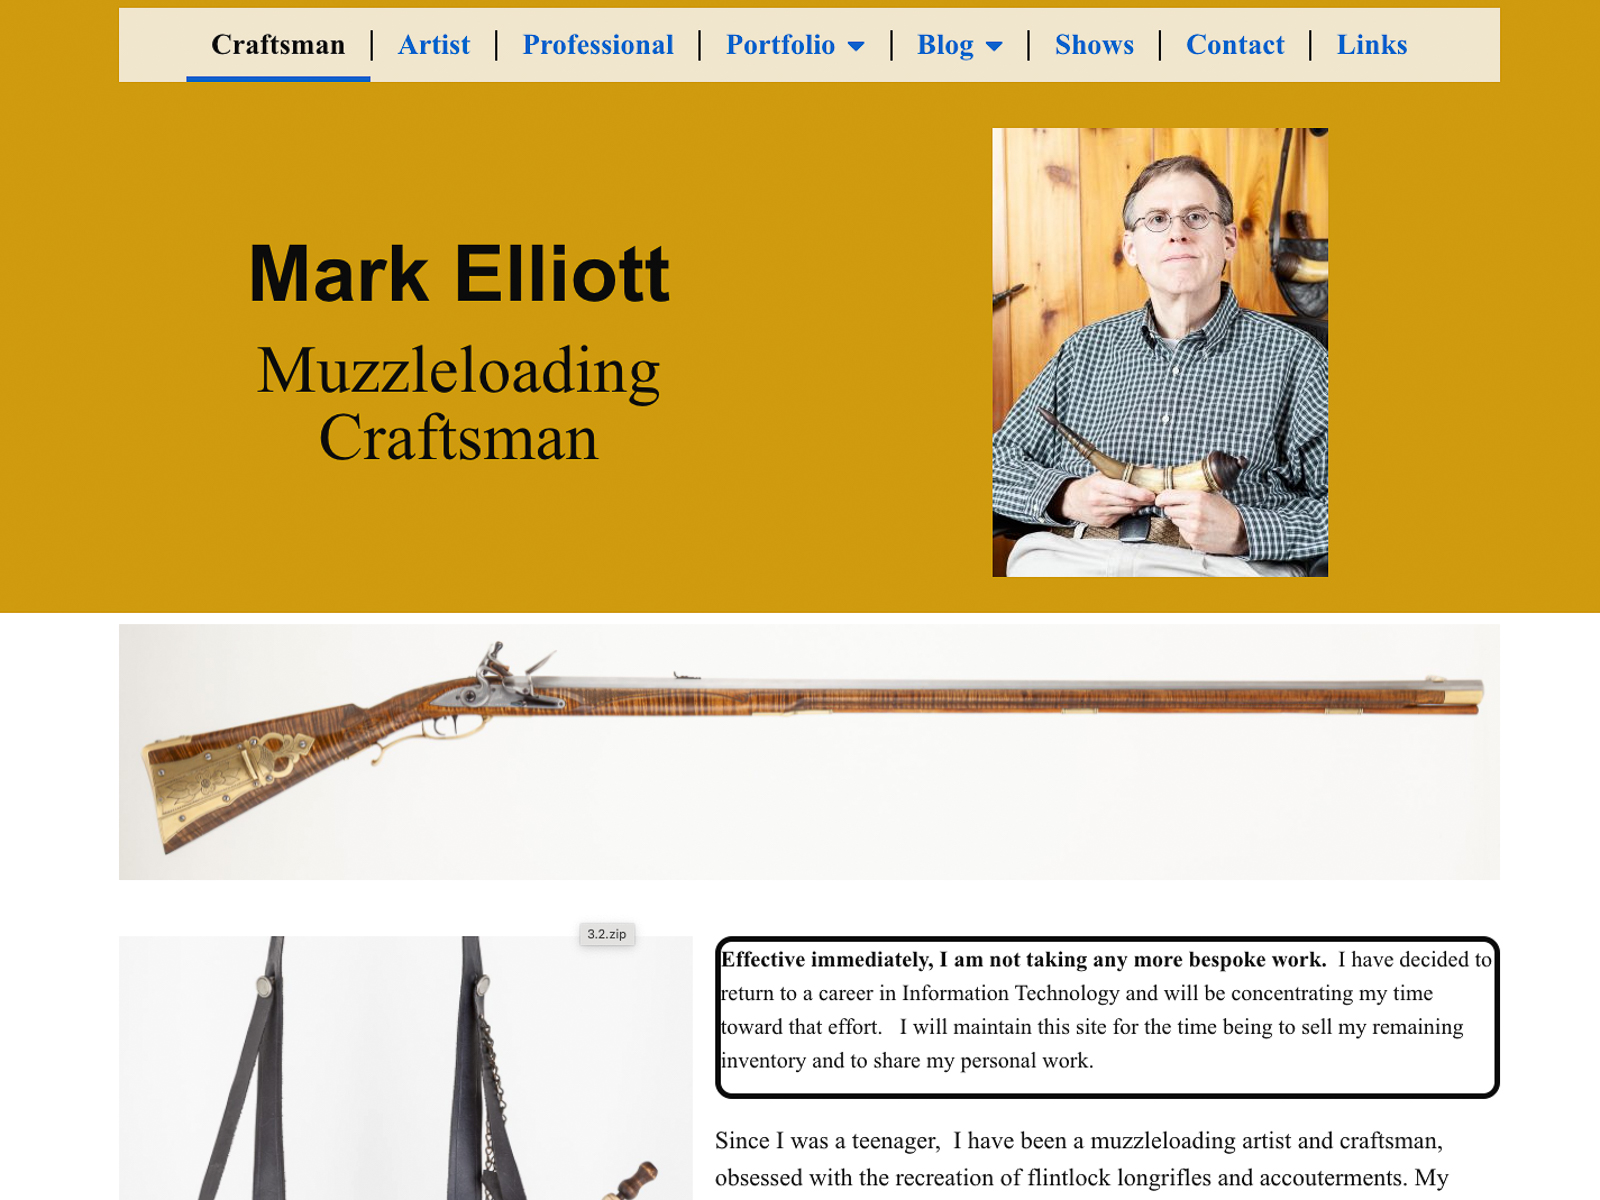 Craftsman | Artist | Professional | Portfolio | Blog | Shows | Contact | Links
Mark Elliott
Muzzleloading
Craftsman
3.2.zip
Effective immediately, I am not taking any more bespoke work.  I have decided to
return to a career in Information Technology and will be concentrating my time
toward that effort.   I will maintain this site for the time being to sell my remaining
inventory and to share my personal work.
Since I was a teenager,  I have been a muzzleloading artist and craftsman,
obsessed with the recreation of flintlock longrifles and accouterments. My